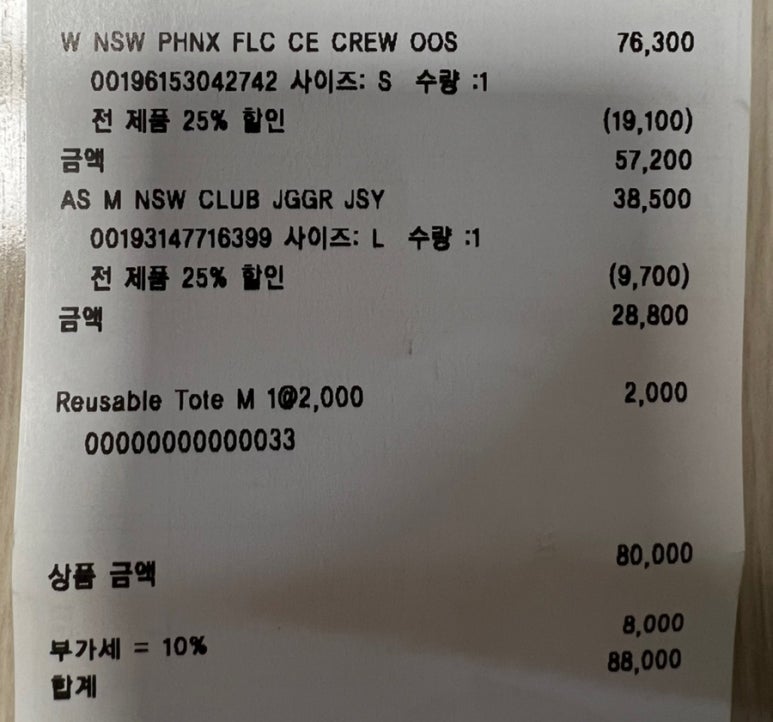 W NSW PHNX FLC CE CREW OOS 76,300
00196153042742 사이즈: S 수량 :1
전 제품 25% 할인 (19,100)
금액 57,200
AS M NSW CLUB JGGR JSY 38,500
00193147716399 사이즈: L 수량 :1
전 제품 25% 할인 (9,700)
금액 28,800
Reusable Tote M 1@2,000 2,000
00000000000033
상품 금액 80,000
부가세 = 10% 8,000
합계 88,000